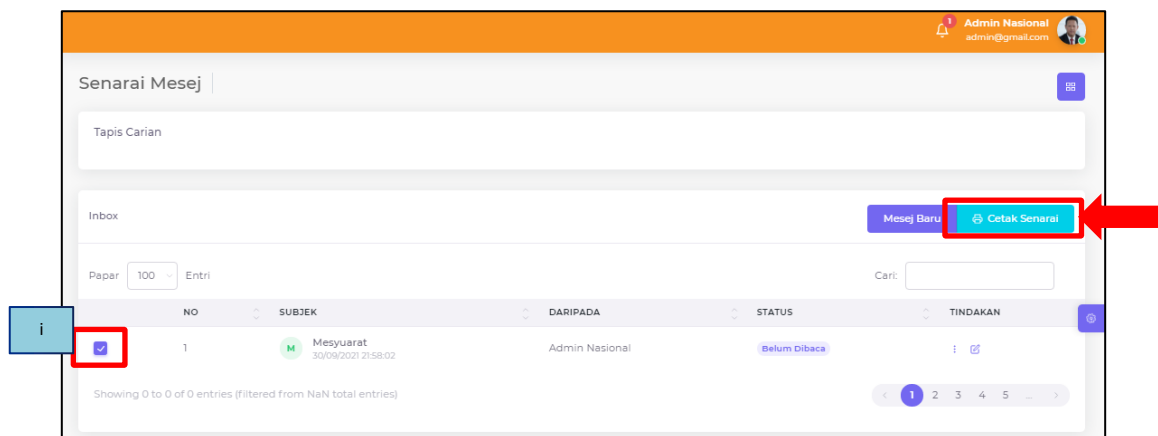 1
Admin Nasional
admin@gmail.com
Senarai Mesej
Tapis Carian
Inbox
Mesej Baru
Cetak Senarai
Papar 100 Entri
Cari:
NO SUBJEK DARIPADA STATUS TINDAKAN
i
1 M Mesyuarat Admin Nasional Belum Dibaca
30/09/2021 21:58:02
Showing 0 to 0 of 0 entries (filtered from NaN total entries)
1 2 3 4 5 ...